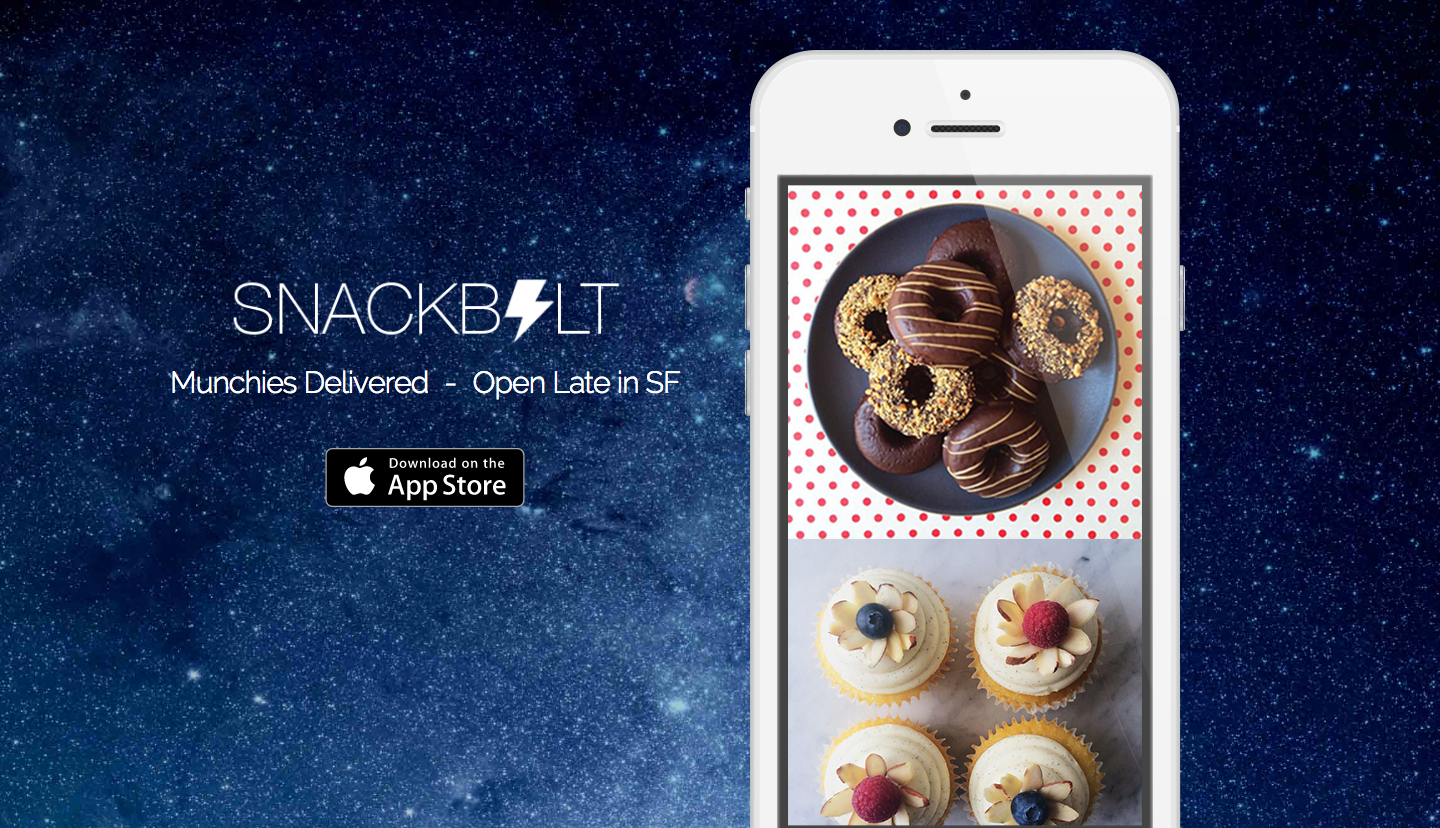 SNACKBOLT
Munchies Delivered - Open Late in SF
Download on the
App Store